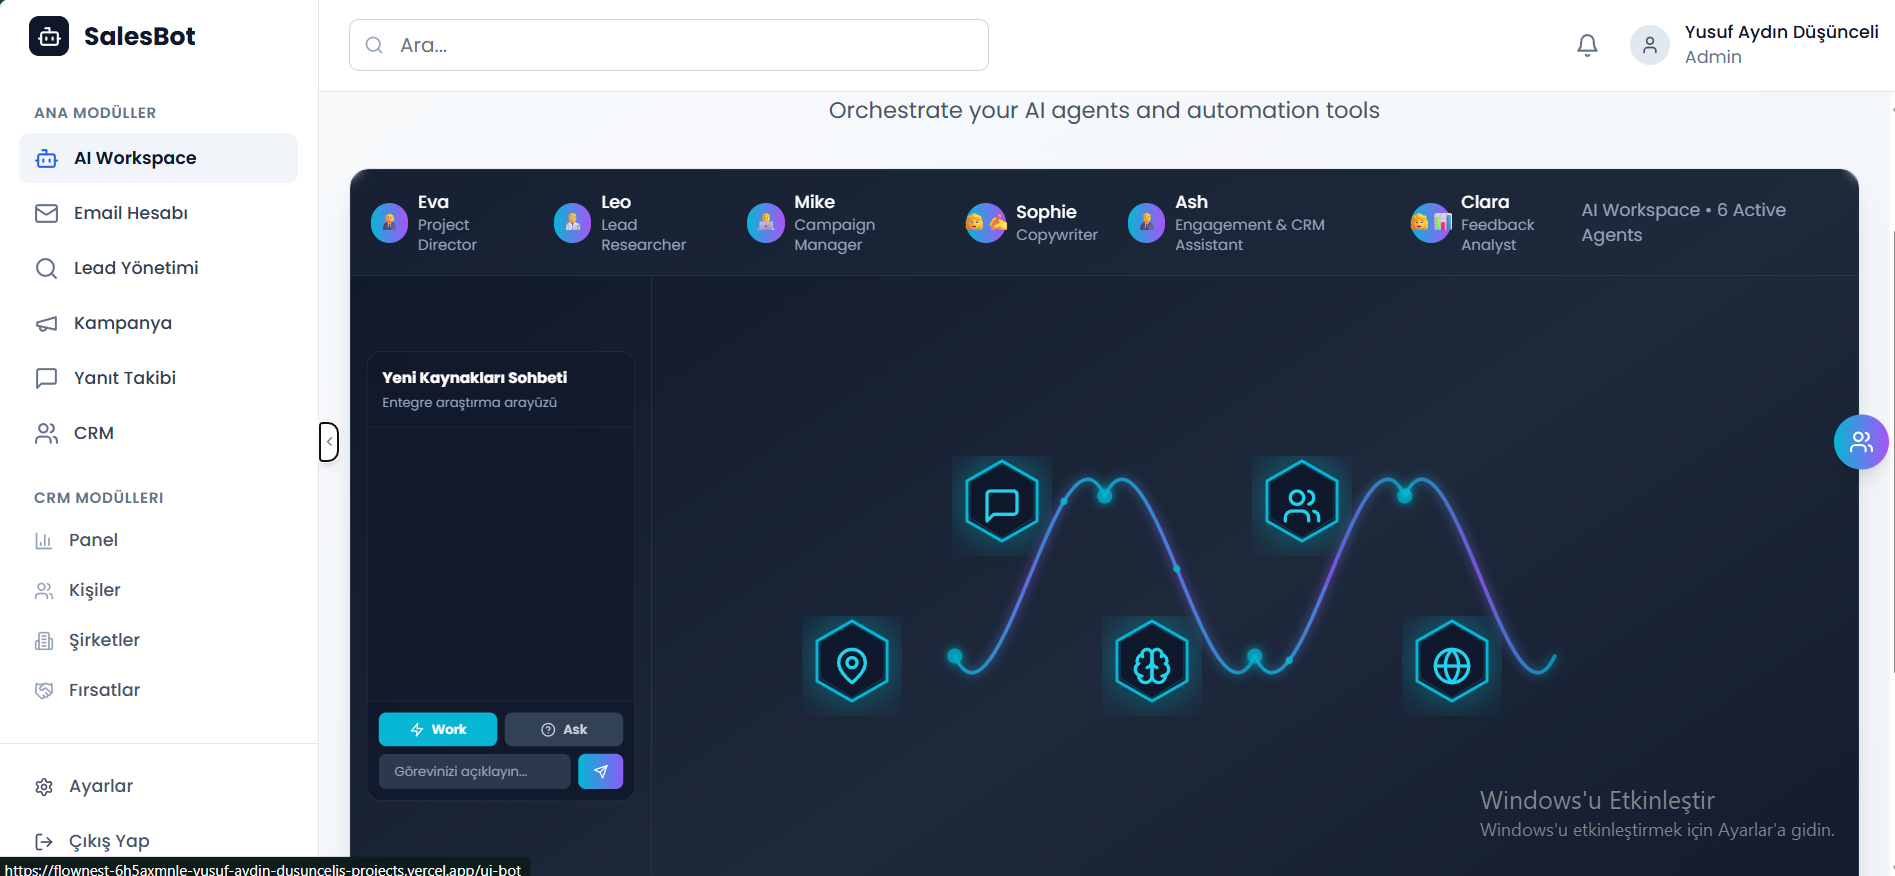 SalesBot
Ara...
Yusuf Aydın Düşünceli
Admin
ANA MODÜLLER
AI Workspace
Email Hesabı
Lead Yönetimi
Kampanya
Yanıt Takibi
CRM
CRM MODÜLLERI
Panel
Kişiler
Şirketler
Fırsatlar
Ayarlar
Çıkış Yap
Orchestrate your AI agents and automation tools
Eva
Project
Director
Leo
Lead
Researcher
Mike
Campaign
Manager
Sophie
Copywriter
Ash
Engagement & CRM
Assistant
Clara
Feedback
Analyst
AI Workspace • 6 Active
Agents
Yeni Kaynakları Sohbeti
Entegre araştırma arayüzü
Work
Ask
Görevinizi açıklayın...
Windows'u Etkinleştir
Windows'u etkinleştirmek için Ayarlar'a gidin.
https://flownest-6h5axmnle-yusuf-aydin-dusuncelis-projects.vercel.app/ui-bot